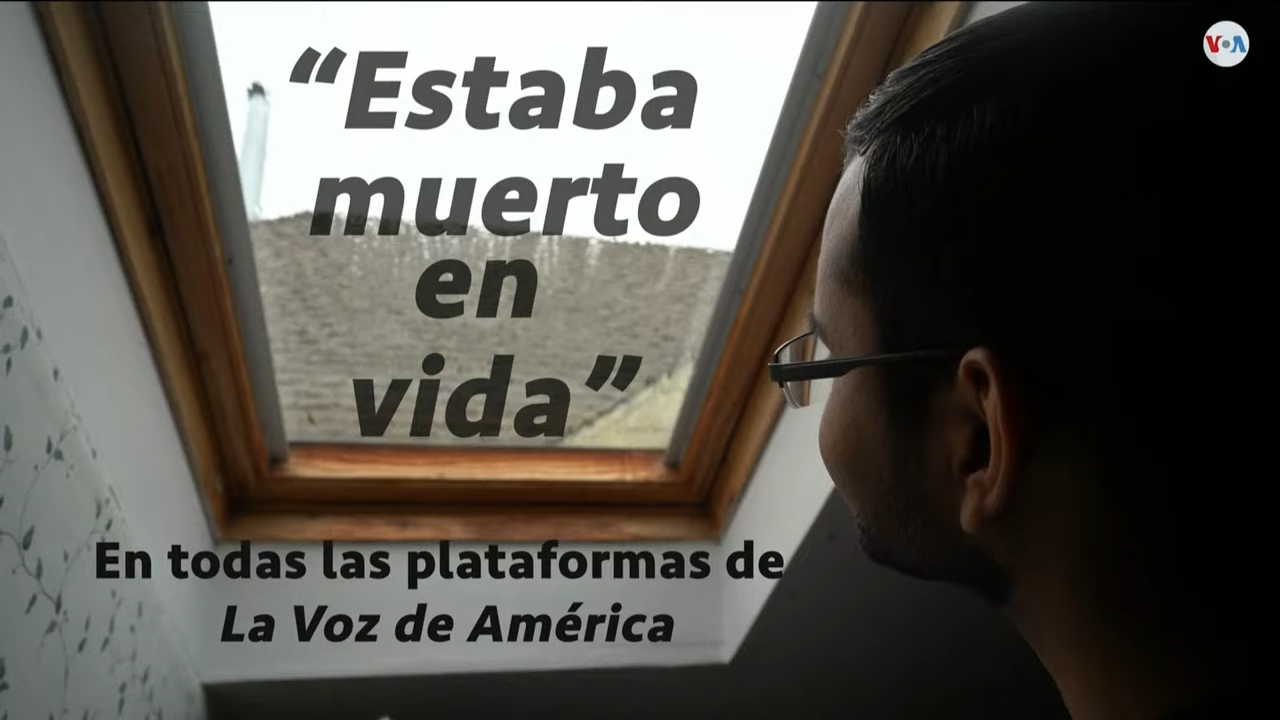 VOA
“Estaba
muerto
en
vida”
En todas las plataformas de
La Voz de América